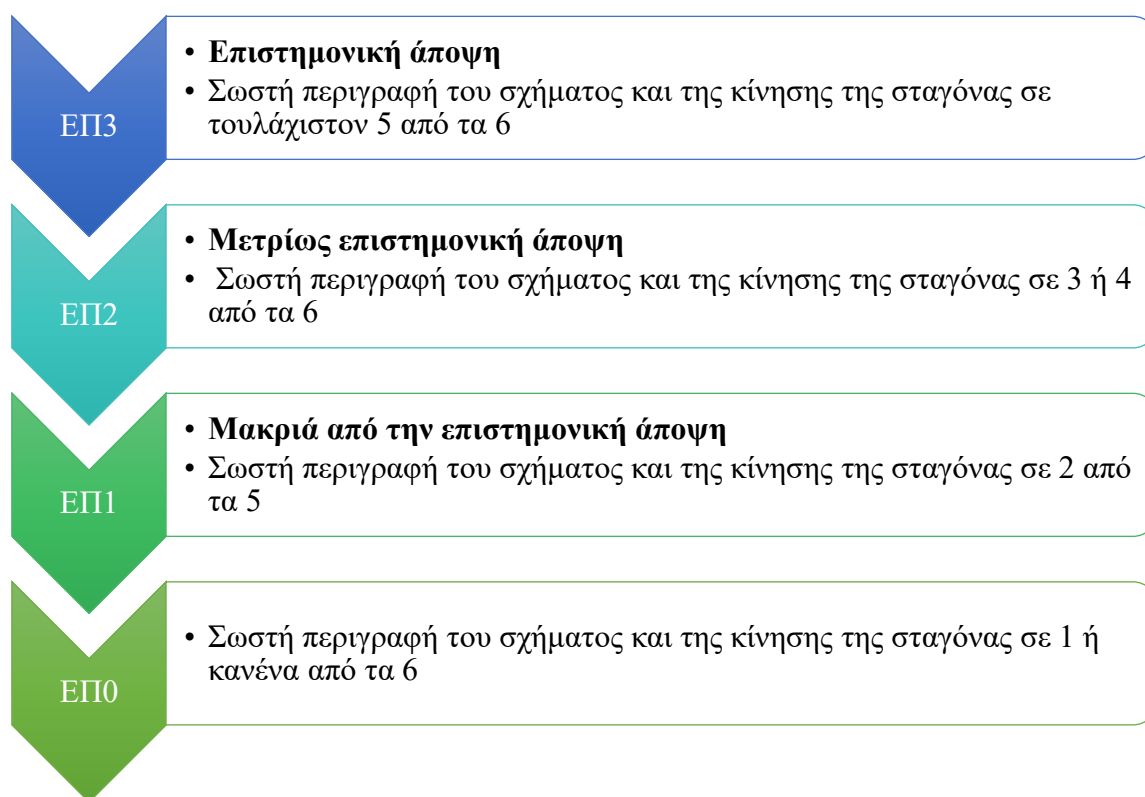 ΕΠ3
• Επιστημονική άποψη
• Σωστή περιγραφή του σχήματος και της κίνησης της σταγόνας σε
τουλάχιστον 5 από τα 6
ΕΠ2
• Μετρίως επιστημονική άποψη
• Σωστή περιγραφή του σχήματος και της κίνησης της σταγόνας σε 3 ή 4
από τα 6
ΕΠ1
• Μακριά από την επιστημονική άποψη
• Σωστή περιγραφή του σχήματος και της κίνησης της σταγόνας σε 2 από
τα 5
ΕΠ0
• Σωστή περιγραφή του σχήματος και της κίνησης της σταγόνας σε 1 ή
κανένα από τα 6